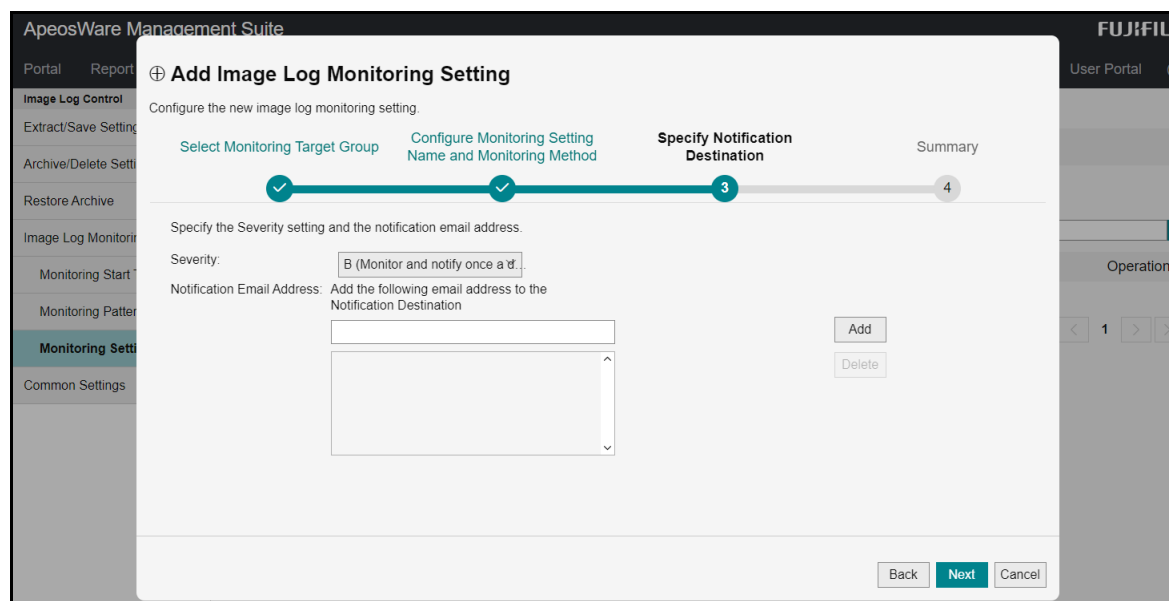 ApeosWare Management Suite
FUJIFIL
Portal
Report
User Portal
Image Log Control
Extract/Save Setting
Archive/Delete Setti
Restore Archive
Image Log Monitorin
Monitoring Start T
Monitoring Patter
Monitoring Setti
Common Settings
Operation
1
Add Image Log Monitoring Setting
Configure the new image log monitoring setting.
Select Monitoring Target Group
Configure Monitoring Setting
Name and Monitoring Method
Specify Notification
Destination
Summary
3
4
Specify the Severity setting and the notification email address.
Severity:
B (Monitor and notify once a d...
Notification Email Address:
Add the following email address to the
Notification Destination
Add
Delete
Back
Next
Cancel